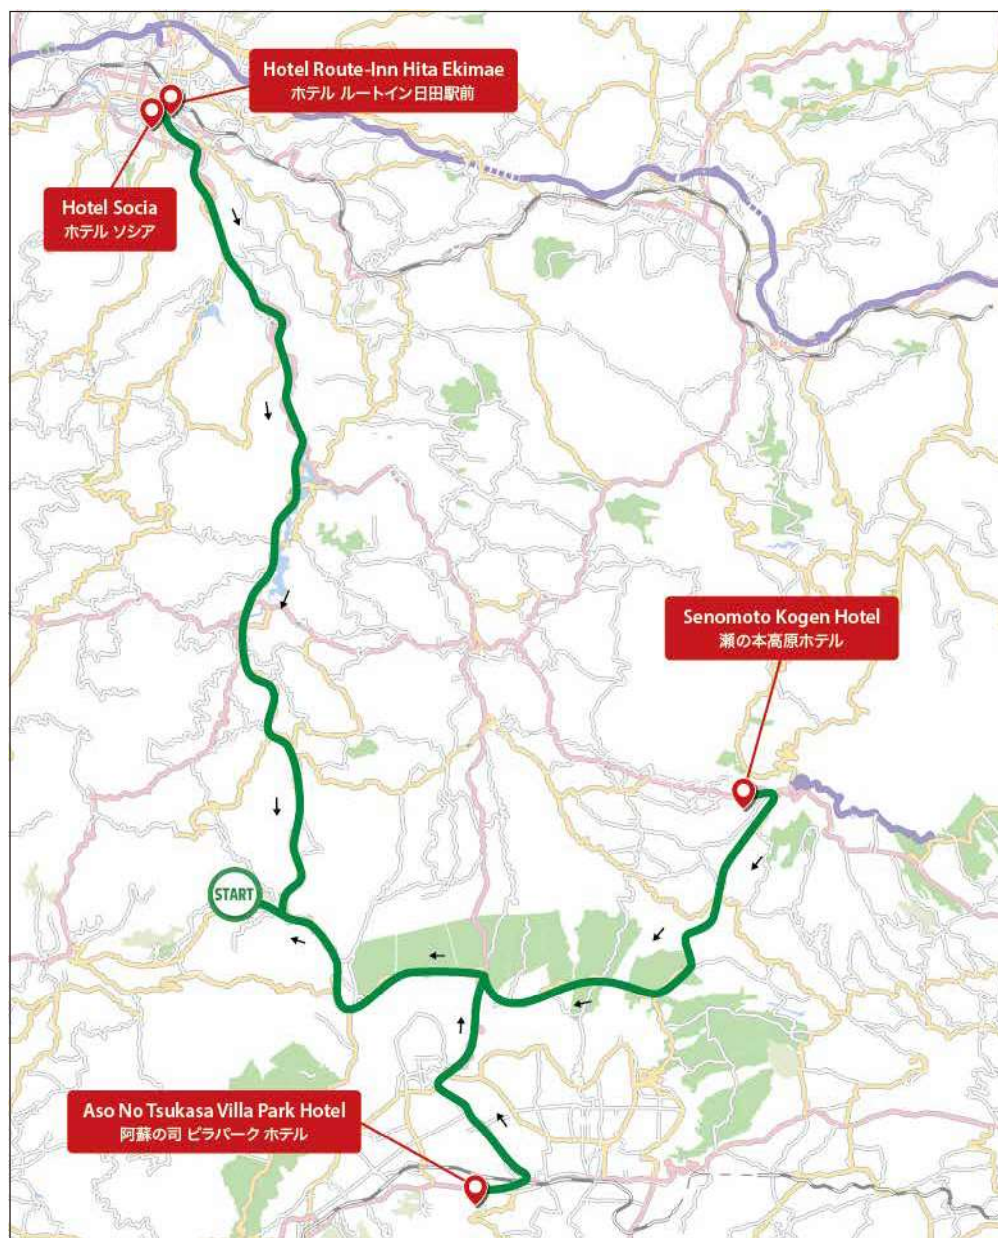 Hotel Route-Inn Hita Ekimae
ホテル ルートイン日田駅前
Hotel Socia
ホテル ソシア
Senomoto Kogen Hotel
瀬の本高原ホテル
START
Aso No Tsukasa Villa Park Hotel
阿蘇の司 ビラパーク ホテル